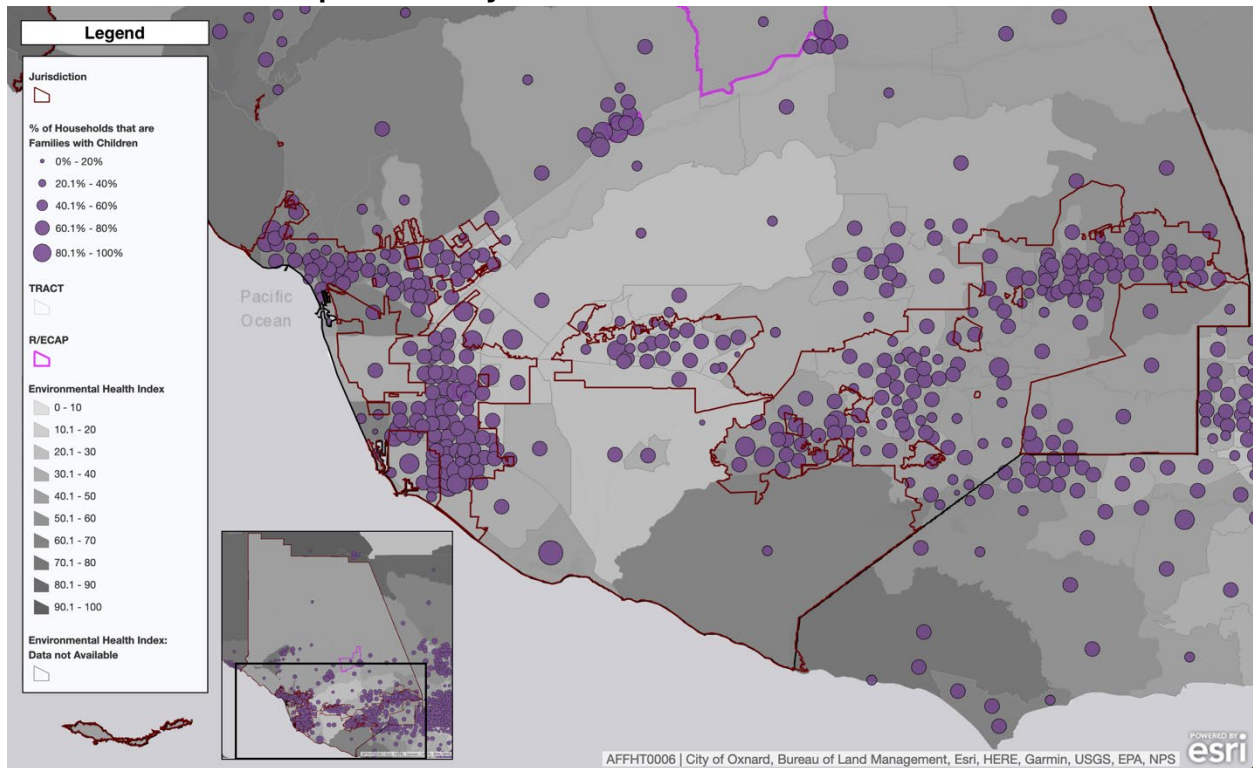 Legend
Jurisdiction
% of Households that are
Families with Children
0% - 20%
20.1% - 40%
40.1% - 60%
60.1% - 80%
80.1% - 100%
TRACT
R/ECAP
Environmental Health Index
0 - 10
10.1 - 20
20.1 - 30
30.1 - 40
40.1 - 50
50.1 - 60
60.1 - 70
70.1 - 80
80.1 - 90
90.1 - 100
Environmental Health Index:
Data not Available
Pacific
Ocean
AFFHT0006 | City of Oxnard, Bureau of Land Management, Esri, HERE, Garmin, USGS, EPA, NPS
POWERED BY
esri